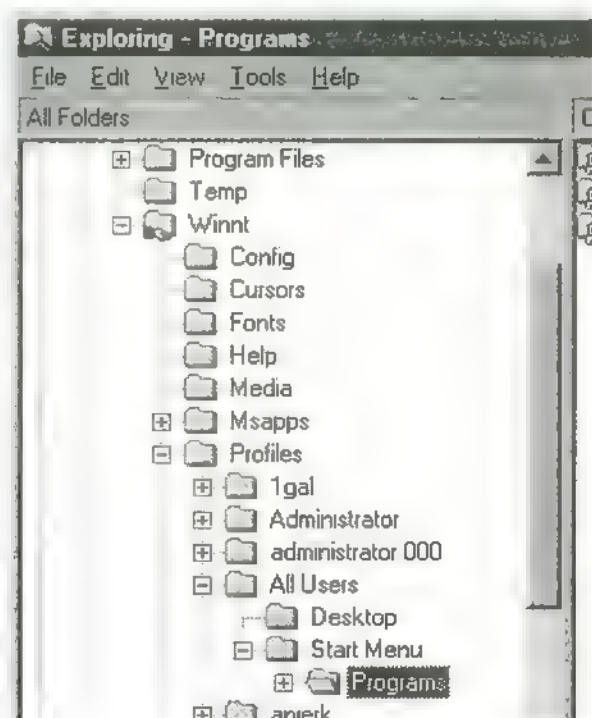 Exploring - Programs
File Edit View Tools Help
All Folders
Program Files
Temp
Winnt
Config
Cursors
Fonts
Help
Media
Msapps
Profiles
1gal
Administrator
administrator 000
All Users
Desktop
Start Menu
Programs